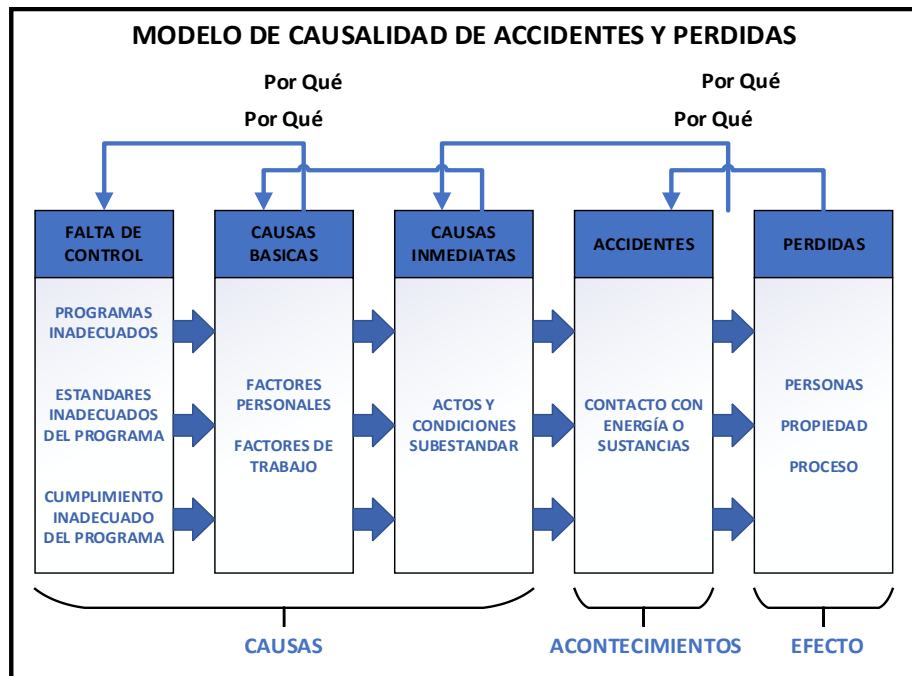 MODELO DE CAUSALIDAD DE ACCIDENTES Y PERDIDAS
Por Qué
Por Qué
Por Qué
Por Qué
FALTA DE
CONTROL
CAUSAS
BASICAS
CAUSAS
INMEDIATAS
ACCIDENTES
PERDIDAS
PROGRAMAS
INADECUADOS
ESTANDARES
INADECUADOS
DEL PROGRAMA
CUMPLIMIENTO
INADECUADO
DEL PROGRAMA
FACTORES
PERSONALES
FACTORES DE
TRABAJO
ACTOS Y
CONDICIONES
SUBESTANDAR
CONTACTO CON
ENERGÍA O
SUSTANCIAS
PERSONAS
PROPIEDAD
PROCESO
CAUSAS
ACONTECIMIENTOS
EFECTO